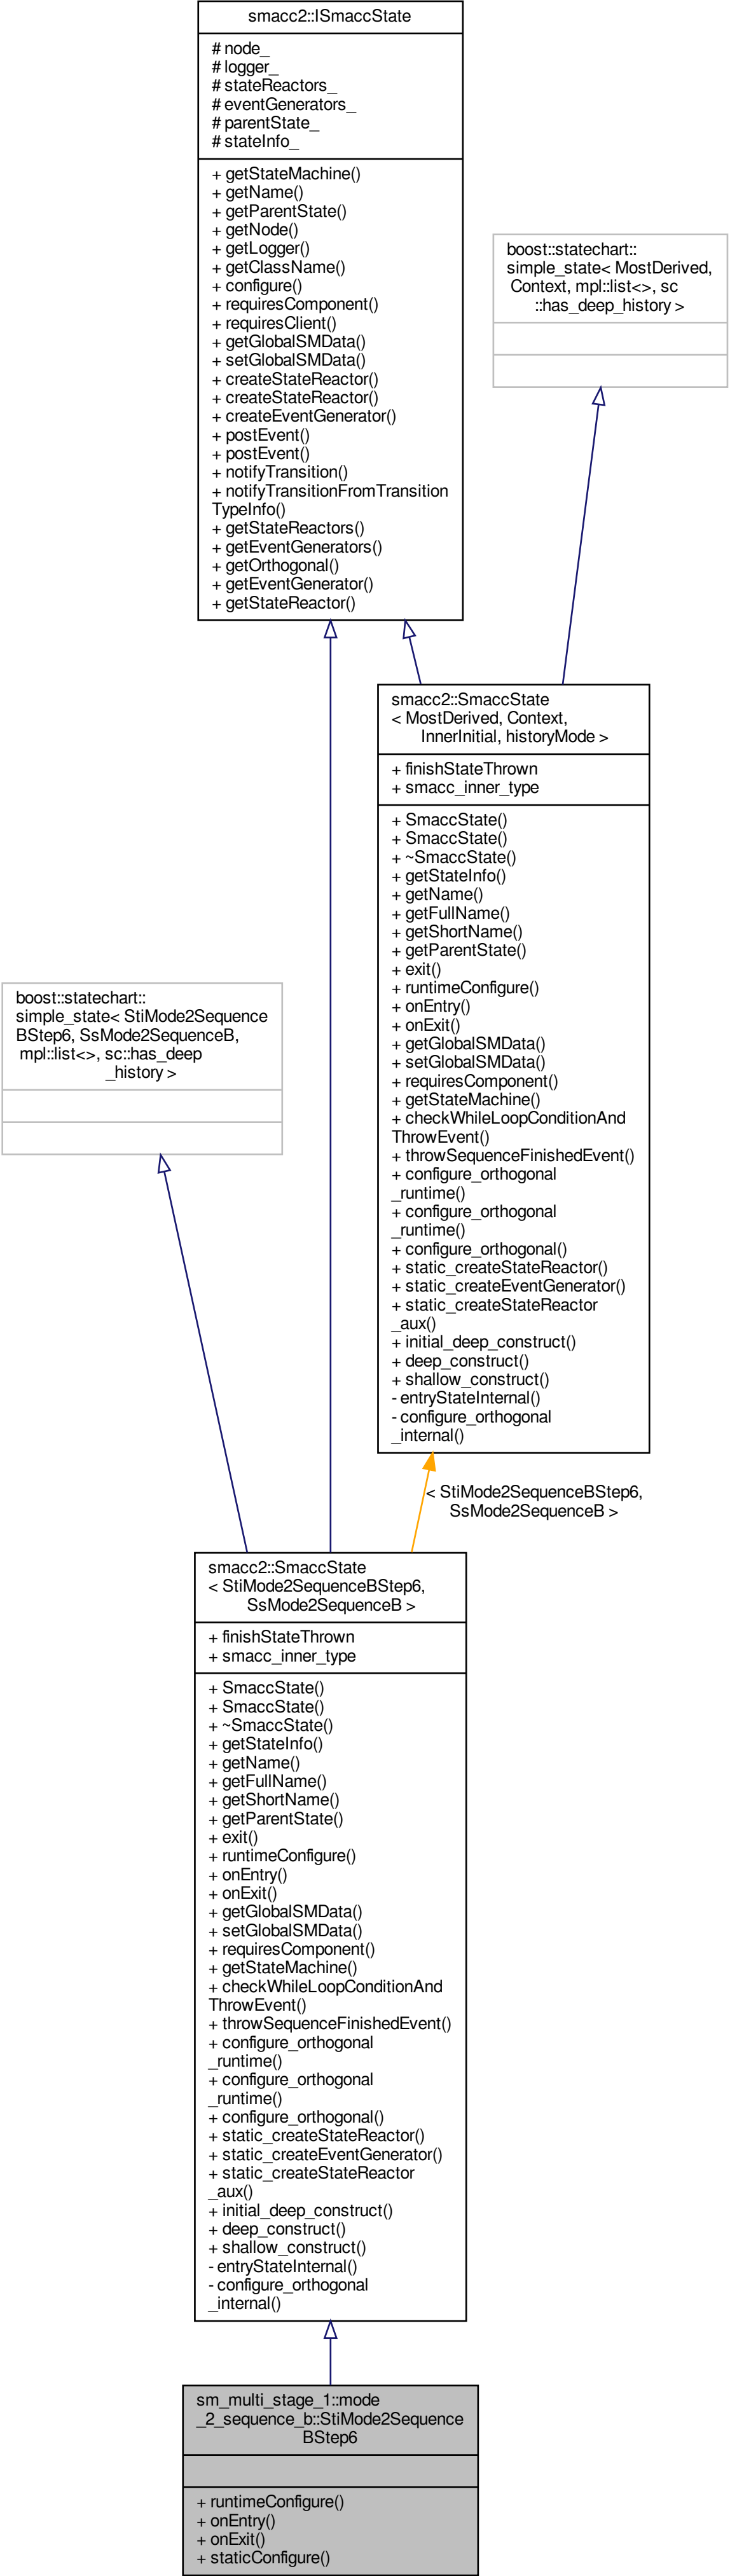 smacc2::ISmaccState
# node_
# logger_
# stateReactors_
# eventGenerators_
# parentState_
# stateInfo_
+ getStateMachine()
+ getName()
+ getParentState()
+ getNode()
+ getLogger()
+ getClassName()
+ configure()
+ requiresComponent()
+ requiresClient()
+ getGlobalSMData()
+ setGlobalSMData()
+ createStateReactor()
+ createStateReactor()
+ createEventGenerator()
+ postEvent()
+ postEvent()
+ notifyTransition()
+ notifyTransitionFromTransition
TypeInfo()
+ getStateReactors()
+ getEventGenerators()
+ getOrthogonal()
+ getEventGenerator()
+ getStateReactor()
boost::statechart::
simple_state< MostDerived,
Context, mpl::list<>, sc
::has_deep_history >
smacc2::SmaccState
< MostDerived, Context,
InnerInitial, historyMode >
+ finishStateThrown
+ smacc_inner_type
+ SmaccState()
+ SmaccState()
+ ~SmaccState()
+ getStateInfo()
+ getName()
+ getFullName()
+ getShortName()
+ getParentState()
+ exit()
+ runtimeConfigure()
+ onEntry()
+ onExit()
+ getGlobalSMData()
+ setGlobalSMData()
+ requiresComponent()
+ getStateMachine()
+ checkWhileLoopConditionAnd
ThrowEvent()
+ throwSequenceFinishedEvent()
+ configure_orthogonal
_runtime()
+ configure_orthogonal
_runtime()
+ configure_orthogonal()
+ static_createStateReactor()
+ static_createEventGenerator()
+ static_createStateReactor
_aux()
+ initial_deep_construct()
+ deep_construct()
+ shallow_construct()
- entryStateInternal()
- configure_orthogonal
_internal()
boost::statechart::
simple_state< StiMode2Sequence
BStep6, SsMode2SequenceB,
mpl::list<>, sc::has_deep
_history >
< StiMode2SequenceBStep6,
SsMode2SequenceB >
smacc2::SmaccState
< StiMode2SequenceBStep6,
SsMode2SequenceB >
+ finishStateThrown
+ smacc_inner_type
+ SmaccState()
+ SmaccState()
+ ~SmaccState()
+ getStateInfo()
+ getName()
+ getFullName()
+ getShortName()
+ getParentState()
+ exit()
+ runtimeConfigure()
+ onEntry()
+ onExit()
+ getGlobalSMData()
+ setGlobalSMData()
+ requiresComponent()
+ getStateMachine()
+ checkWhileLoopConditionAnd
ThrowEvent()
+ throwSequenceFinishedEvent()
+ configure_orthogonal
_runtime()
+ configure_orthogonal
_runtime()
+ configure_orthogonal()
+ static_createStateReactor()
+ static_createEventGenerator()
+ static_createStateReactor
_aux()
+ initial_deep_construct()
+ deep_construct()
+ shallow_construct()
- entryStateInternal()
- configure_orthogonal
_internal()
sm_multi_stage_1::mode
_2_sequence_b::StiMode2Sequence
BStep6
+ runtimeConfigure()
+ onEntry()
+ onExit()
+ staticConfigure()